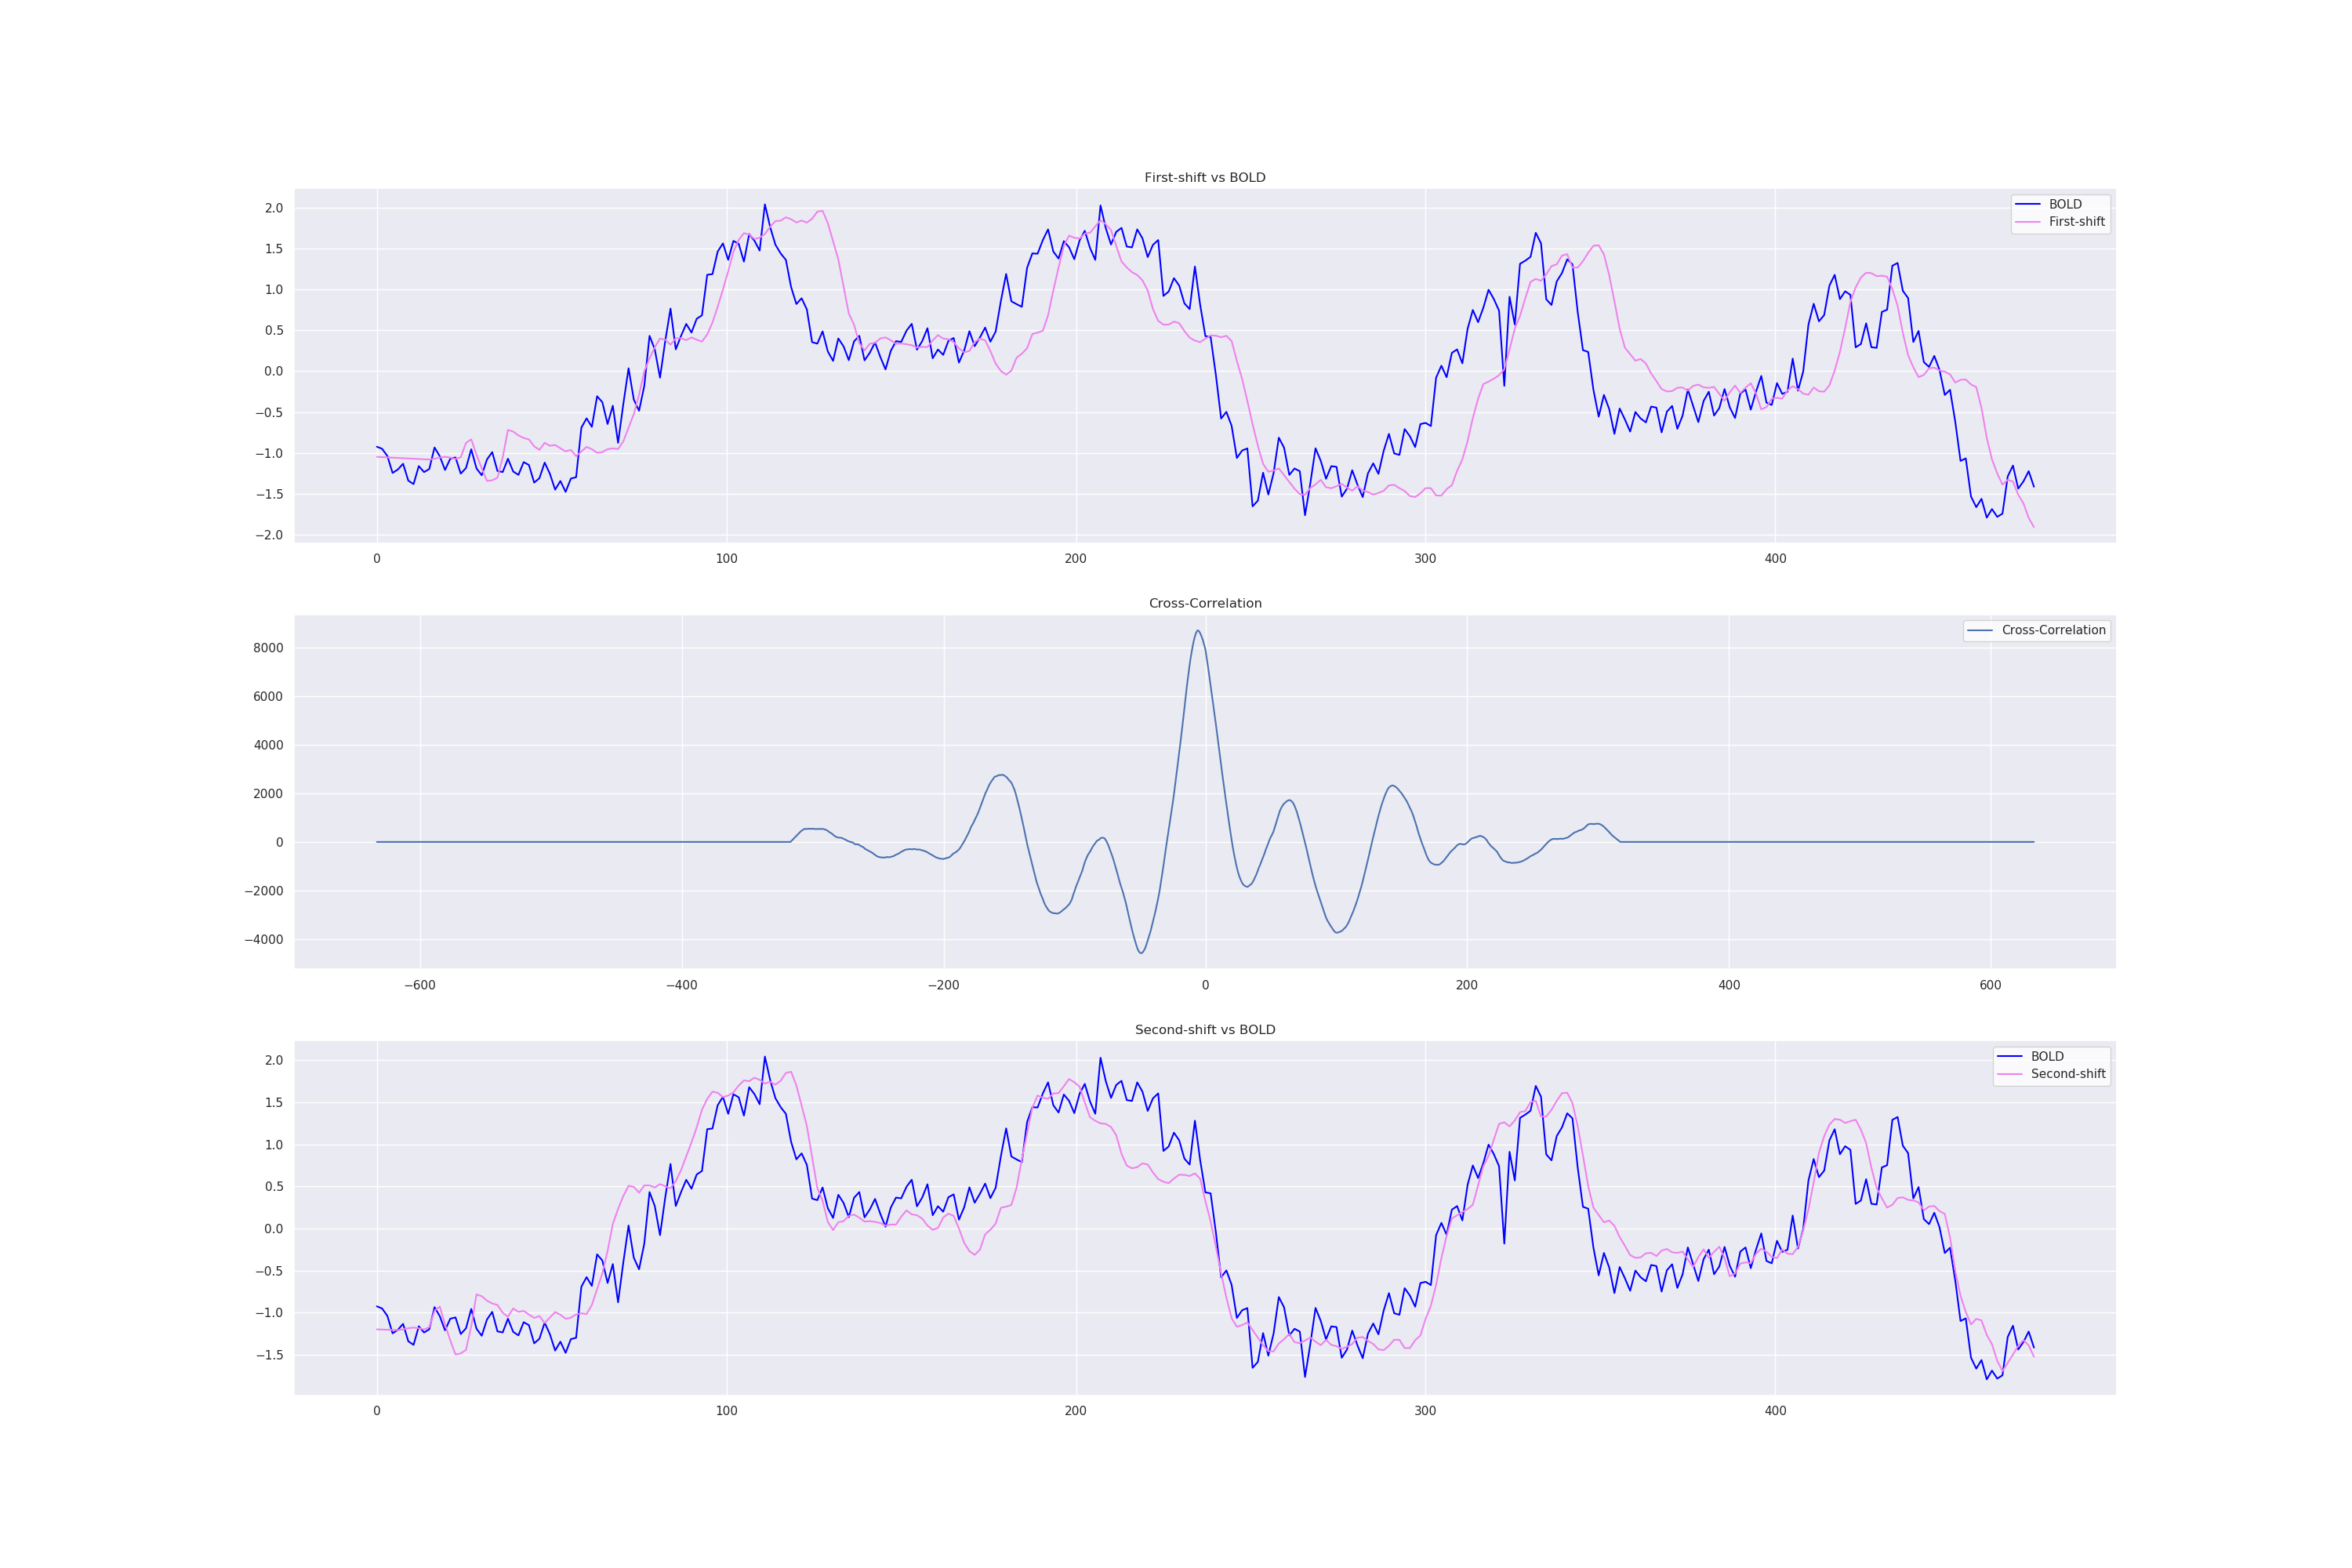 First-shift vs BOLD
2.0
1.5
1.0
0.5
0.0
−0.5
−1.0
−1.5
−2.0
BOLD
First-shift
0 100 200 300 400
Cross-Correlation
8000
6000
4000
2000
0
−2000
−4000
Cross-Correlation
−600 −400 −200 0 200 400 600
Second-shift vs BOLD
2.0
1.5
1.0
0.5
0.0
−0.5
−1.0
−1.5
BOLD
Second-shift
0 100 200 300 400